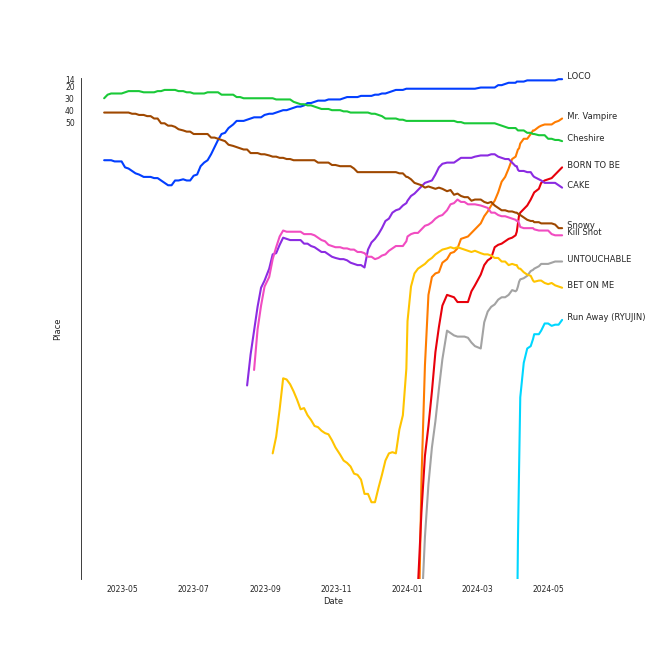 14
20
30
40
50
Place
LOCO
Mr. Vampire
Cheshire
BORN TO BE
CAKE
Snowy
Kill Shot
UNTOUCHABLE
BET ON ME
Run Away (RYUJIN)
2023-05 2023-07 2023-09 2023-11 2024-01 2024-03 2024-05
Date